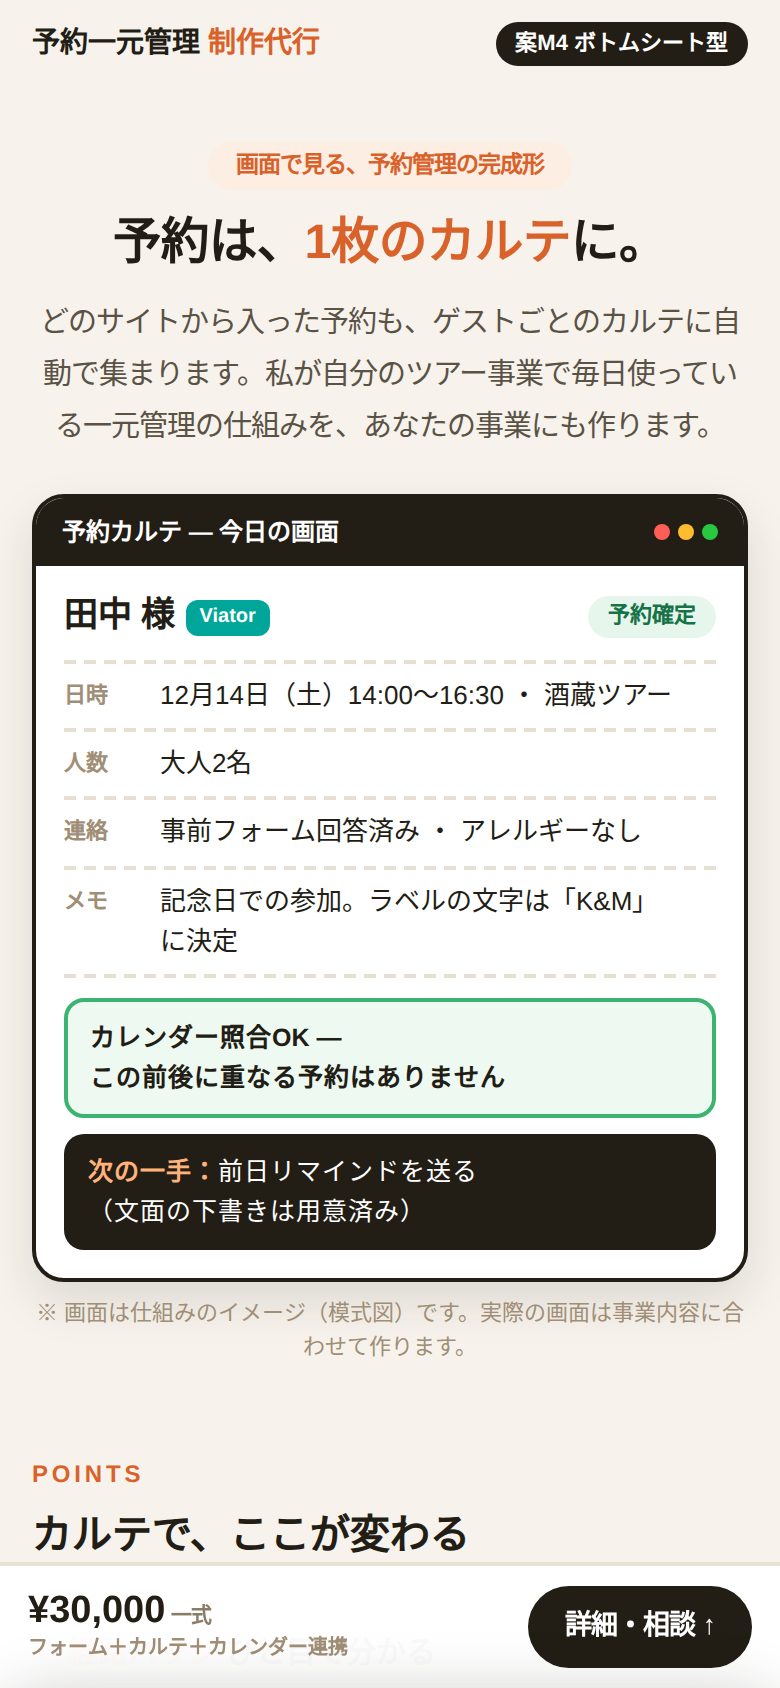 予約一元管理 制作代行
案M4 ボトムシート型
画面で見る、予約管理の完成形
予約は、1枚のカルテに。
どのサイトから入った予約も、ゲストごとのカルテに自
動で集まります。私が自分のツアー事業で毎日使ってい
る一元管理の仕組みを、あなたの事業にも作ります。
予約カルテ — 今日の画面
田中 様 Viator
予約確定
日時 12月14日（土）14:00〜16:30 ・ 酒蔵ツアー
人数 大人2名
連絡 事前フォーム回答済み ・ アレルギーなし
メモ 記念日での参加。ラベルの文字は「K&M」
に決定
カレンダー照合OK —
この前後に重なる予約はありません
次の一手：前日リマインドを送る
（文面の下書きは用意済み）
※ 画面は仕組みのイメージ（模式図）です。実際の画面は事業内容に合
わせて作ります。
POINTS
カルテで、ここが変わる
¥30,000 一式
フォーム＋カルテ＋カレンダー連携
詳細・相談 ↑